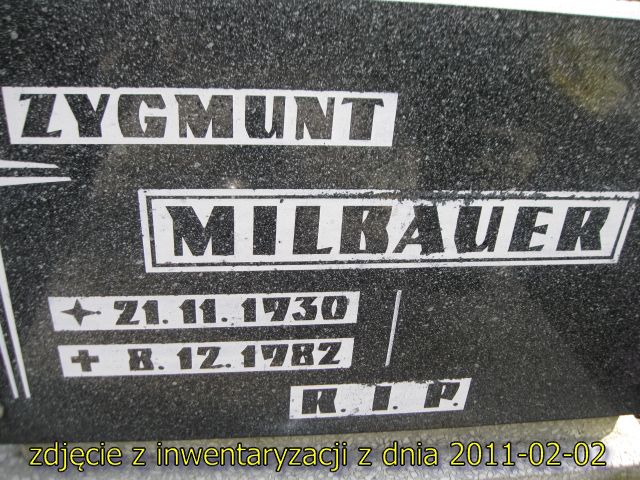 ZYGMUNT
MILBAUER
21.11.1930
8.12.1982
R. I. P.
zdjęcie z inwentaryzacji z dnia 2011-02-02